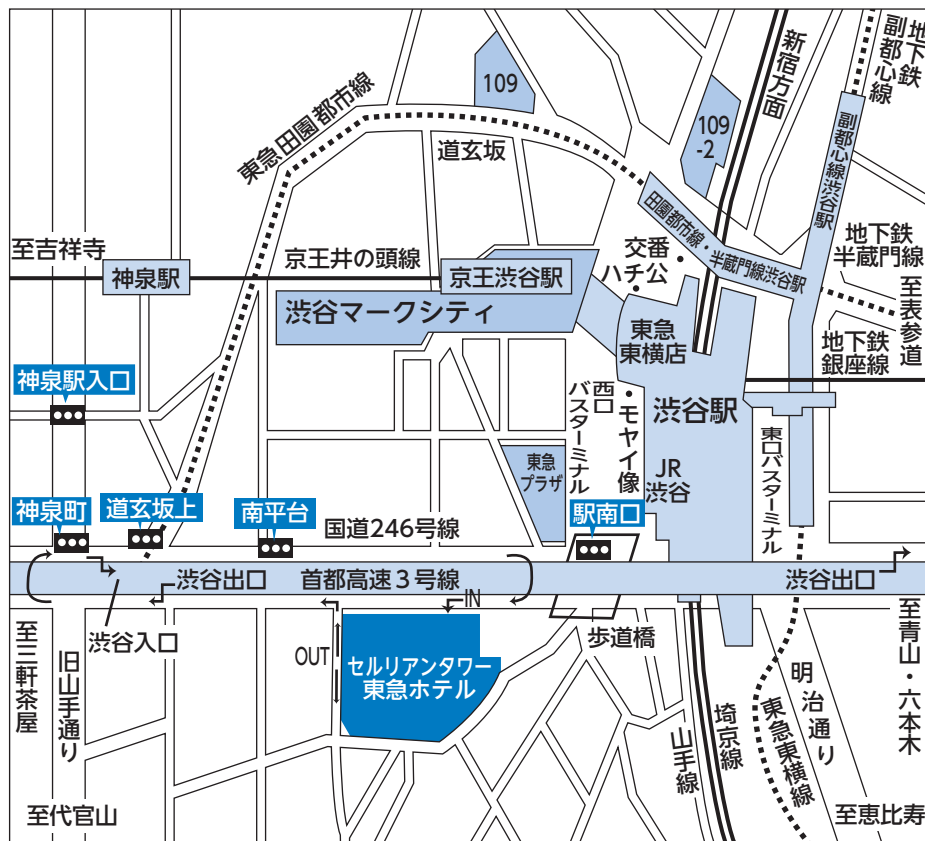 109
109
-2
新宿方面
地下鉄
副都心線
副都心線渋谷駅
東急田園都市線
道玄坂
田園都市線・半蔵門線渋谷駅
地下鉄
半蔵門線
至吉祥寺
神泉駅
京王井の頭線
京王渋谷駅
交番・
ハチ公・
至表参道
渋谷マークシティ
東急
東横店
地下鉄
銀座線
神泉駅入口
西口
バスターミナル
・モヤイ像
渋谷駅
JR
渋谷
東急
プラザ
東口バスターミナル
神泉町
道玄坂上
南平台
国道246号線
駅南口
渋谷出口
首都高速3号線
渋谷出口
IN
渋谷入口
OUT
セルリアンタワー
東急ホテル
歩道橋
至三軒茶屋
旧山手通り
山手線
埼京線
東急東横線
明治通り
至青山・六本木
至代官山
至恵比寿